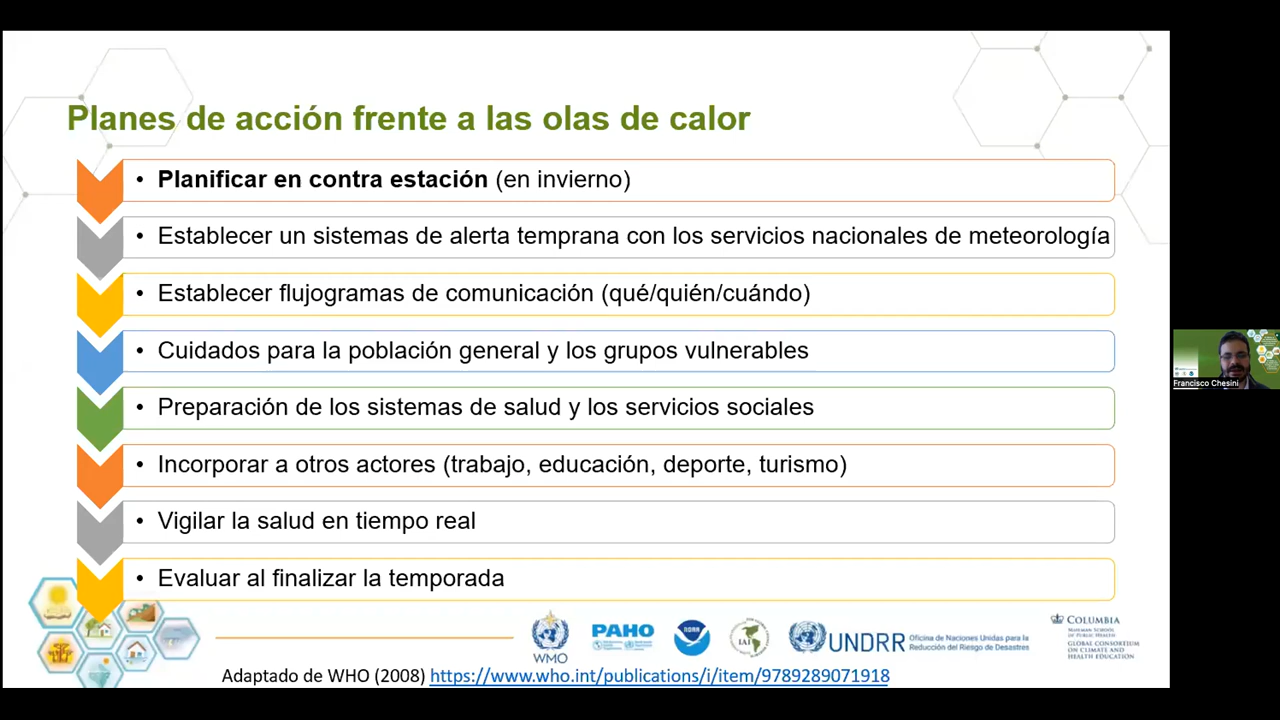 Planes de acción frente a las olas de calor
• Planificar en contra estación (en invierno)
• Establecer un sistemas de alerta temprana con los servicios nacionales de meteorología
• Establecer flujogramas de comunicación (qué/quién/cuándo)
• Cuidados para la población general y los grupos vulnerables
• Preparación de los sistemas de salud y los servicios sociales
• Incorporar a otros actores (trabajo, educación, deporte, turismo)
• Vigilar la salud en tiempo real
• Evaluar al finalizar la temporada
Francisco Chesini
WMO
PAHO
NOAA
IAI
UNDRR
Oficina de Naciones Unidas para la
Reducción del Riesgo de Desastres
COLUMBIA
MAILMAN SCHOOL
OF PUBLIC HEALTH
GLOBAL CONSORTIUM
ON CLIMATE AND
HEALTH EDUCATION
Adaptado de WHO (2008) https://www.who.int/publications/i/item/9789289071918